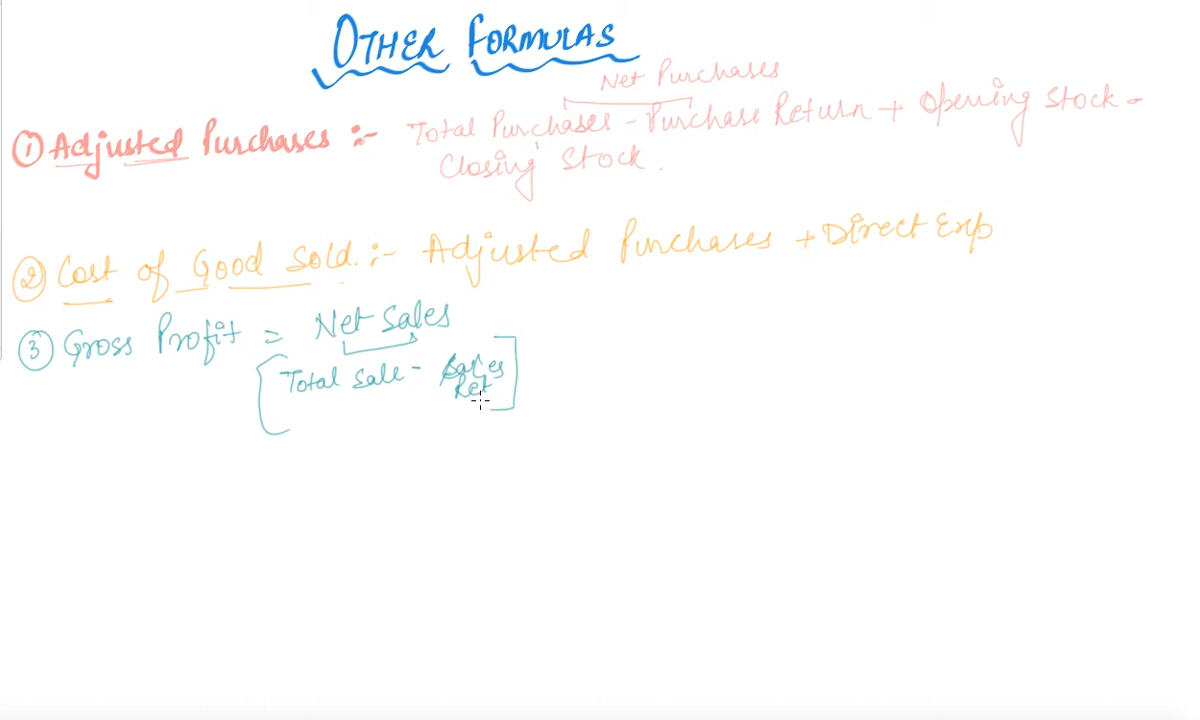 OTHER FORMULAS
Net Purchases
① Adjusted Purchases :- Total Purchases - Purchase Return + Opening Stock -
Closing Stock.
② Cost of Good Sold. :- Adjusted Purchases + Direct Exp
③ Gross Profit = Net Sales
[Total Sale - Sales
Ret]